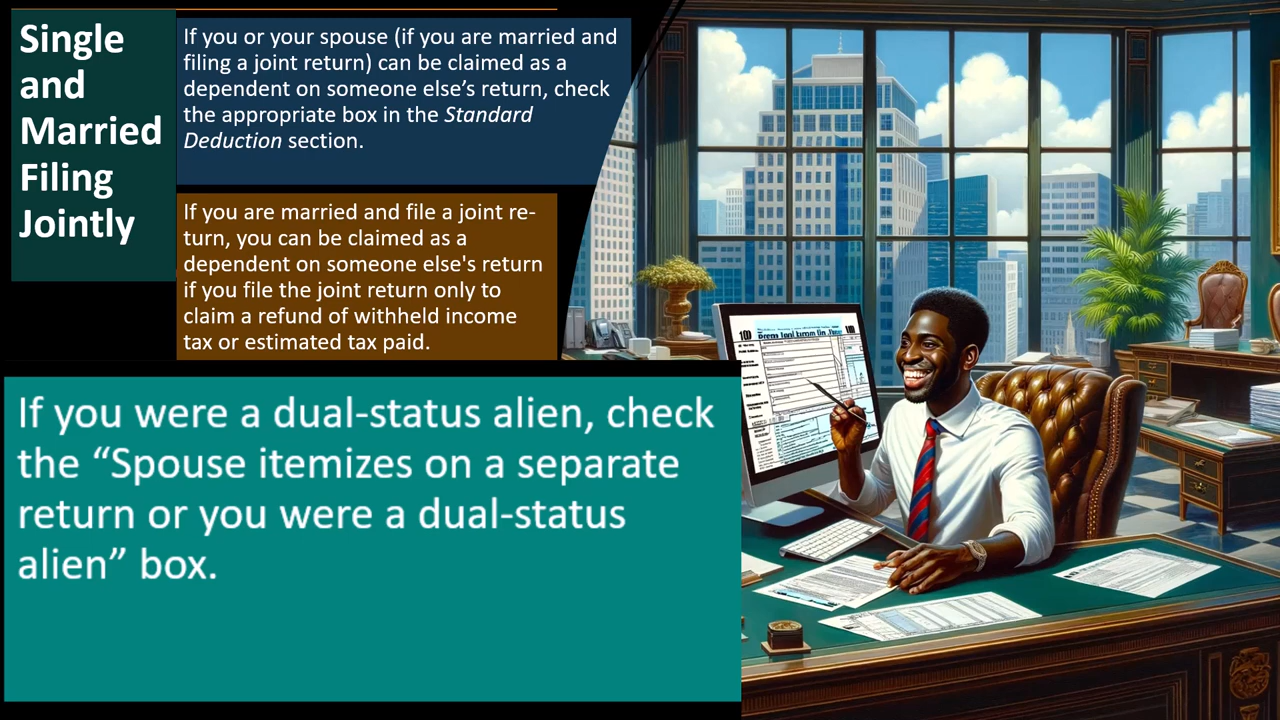 Single
and
Married
Filing
Jointly
If you or your spouse (if you are married and
filing a joint return) can be claimed as a
dependent on someone else’s return, check
the appropriate box in the Standard
Deduction section.
If you are married and file a joint re-
turn, you can be claimed as a
dependent on someone else's return
if you file the joint return only to
claim a refund of withheld income
tax or estimated tax paid.
If you were a dual-status alien, check
the “Spouse itemizes on a separate
return or you were a dual-status
alien” box.